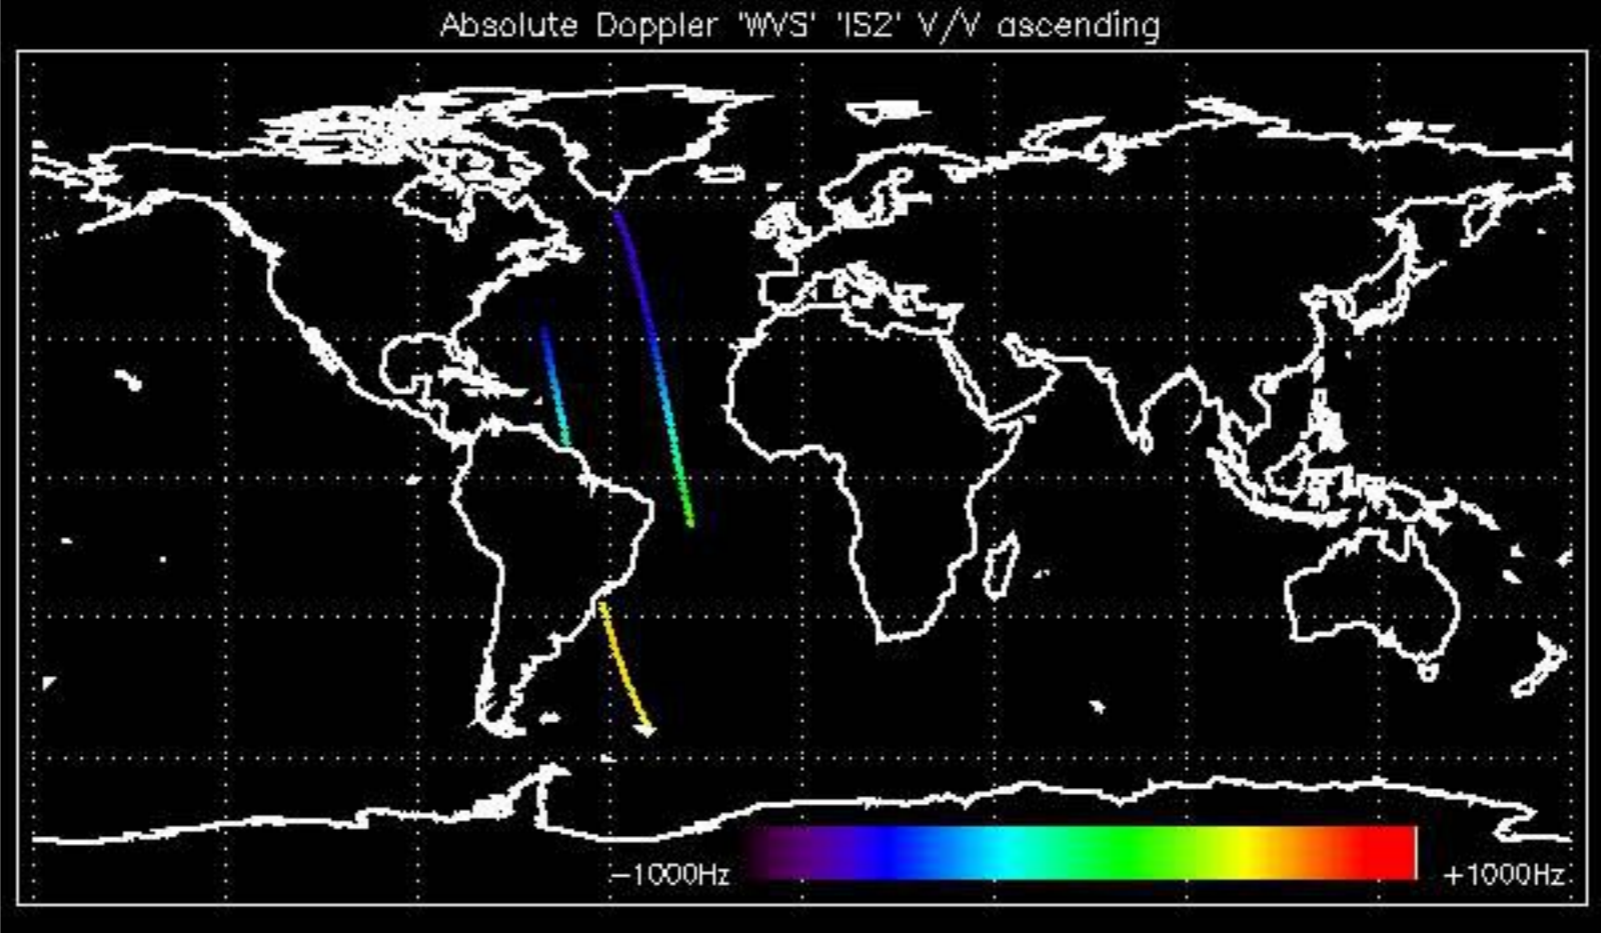 Absolute Doppler 'WVS' 'IS2' V/V ascending
−1000Hz +1000Hz